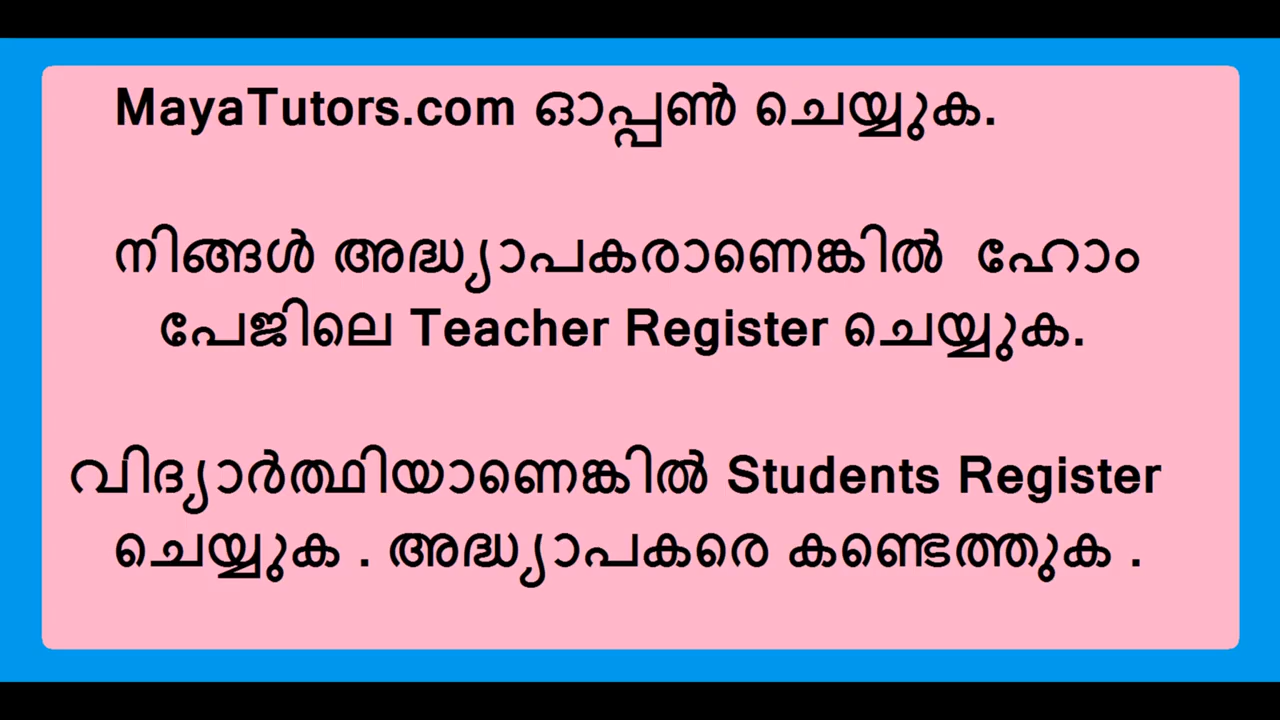 MayaTutors.com ഓപ്പൺ ചെയ്യുക.
നിങ്ങൾ അദ്ധ്യാപകരാണെങ്കിൽ ഹോം
പേജിലെ Teacher Register ചെയ്യുക.
വിദ്യാർത്ഥിയാണെങ്കിൽ Students Register
ചെയ്യുക . അദ്ധ്യാപകരെ കണ്ടെത്തുക .